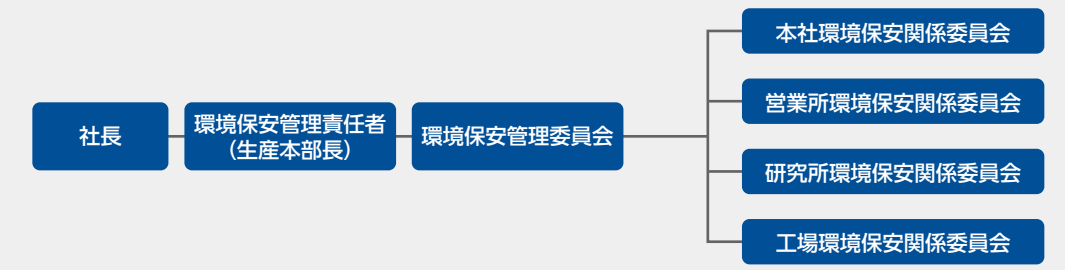 社長
環境保安管理責任者
（生産本部長）
環境保安管理委員会
本社環境保安関係委員会
営業所環境保安関係委員会
研究所環境保安関係委員会
工場環境保安関係委員会